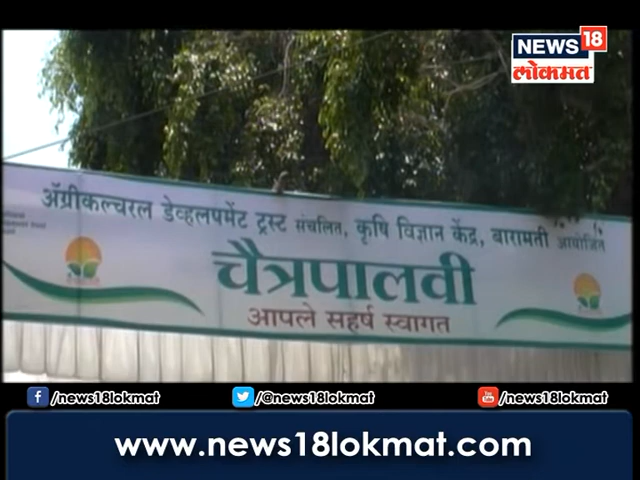 NEWS 18
लोकमत
ॲग्रीकल्चरल डेव्हलपमेंट ट्रस्ट संचलित, कृषि विज्ञान केंद्र, बारामती आयोजित
चैत्रपालवी
आपले सहर्ष स्वागत
/news18lokmat /@news18lokmat /news18lokmat
www.news18lokmat.com